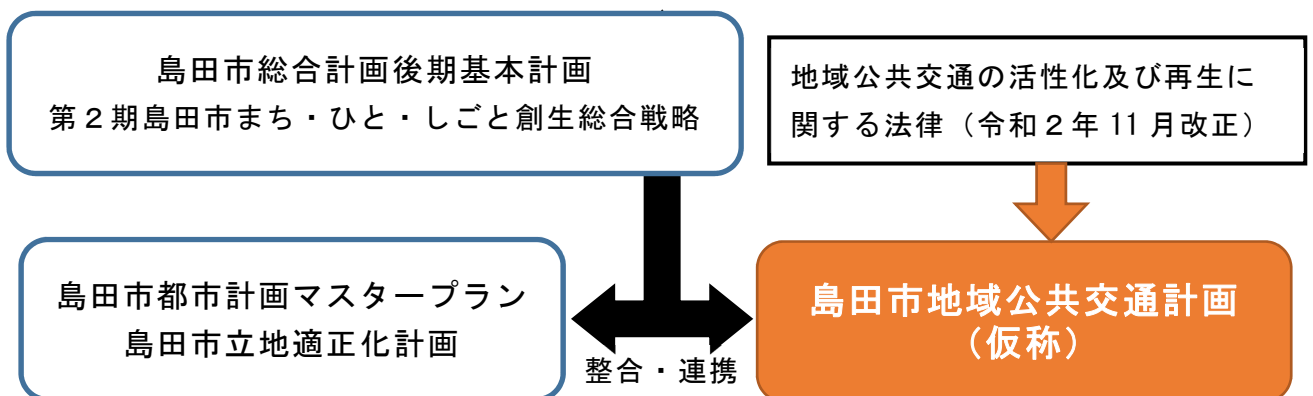 島田市総合計画後期基本計画
第２期島田市まち・ひと・しごと創生総合戦略
地域公共交通の活性化及び再生に
関する法律（令和２年 11 月改正）
島田市都市計画マスタープラン
島田市立地適正化計画
整合・連携
島田市地域公共交通計画
（仮称）